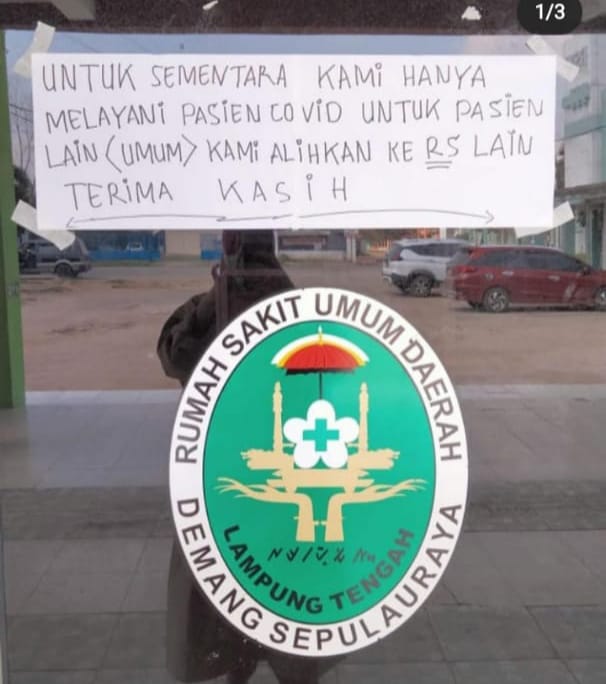 1/3
UNTUK SEMENTARA KAMI HANYA
MELAYANI PASIEN COVID UNTUK PASIEN
LAIN (UMUM) KAMI ALIHKAN KE RS LAIN
TERIMA KASIH
RUMAH SAKIT UMUM DAERAH
DEMANG SEPULAURAYA
LAMPUNG TENGAH